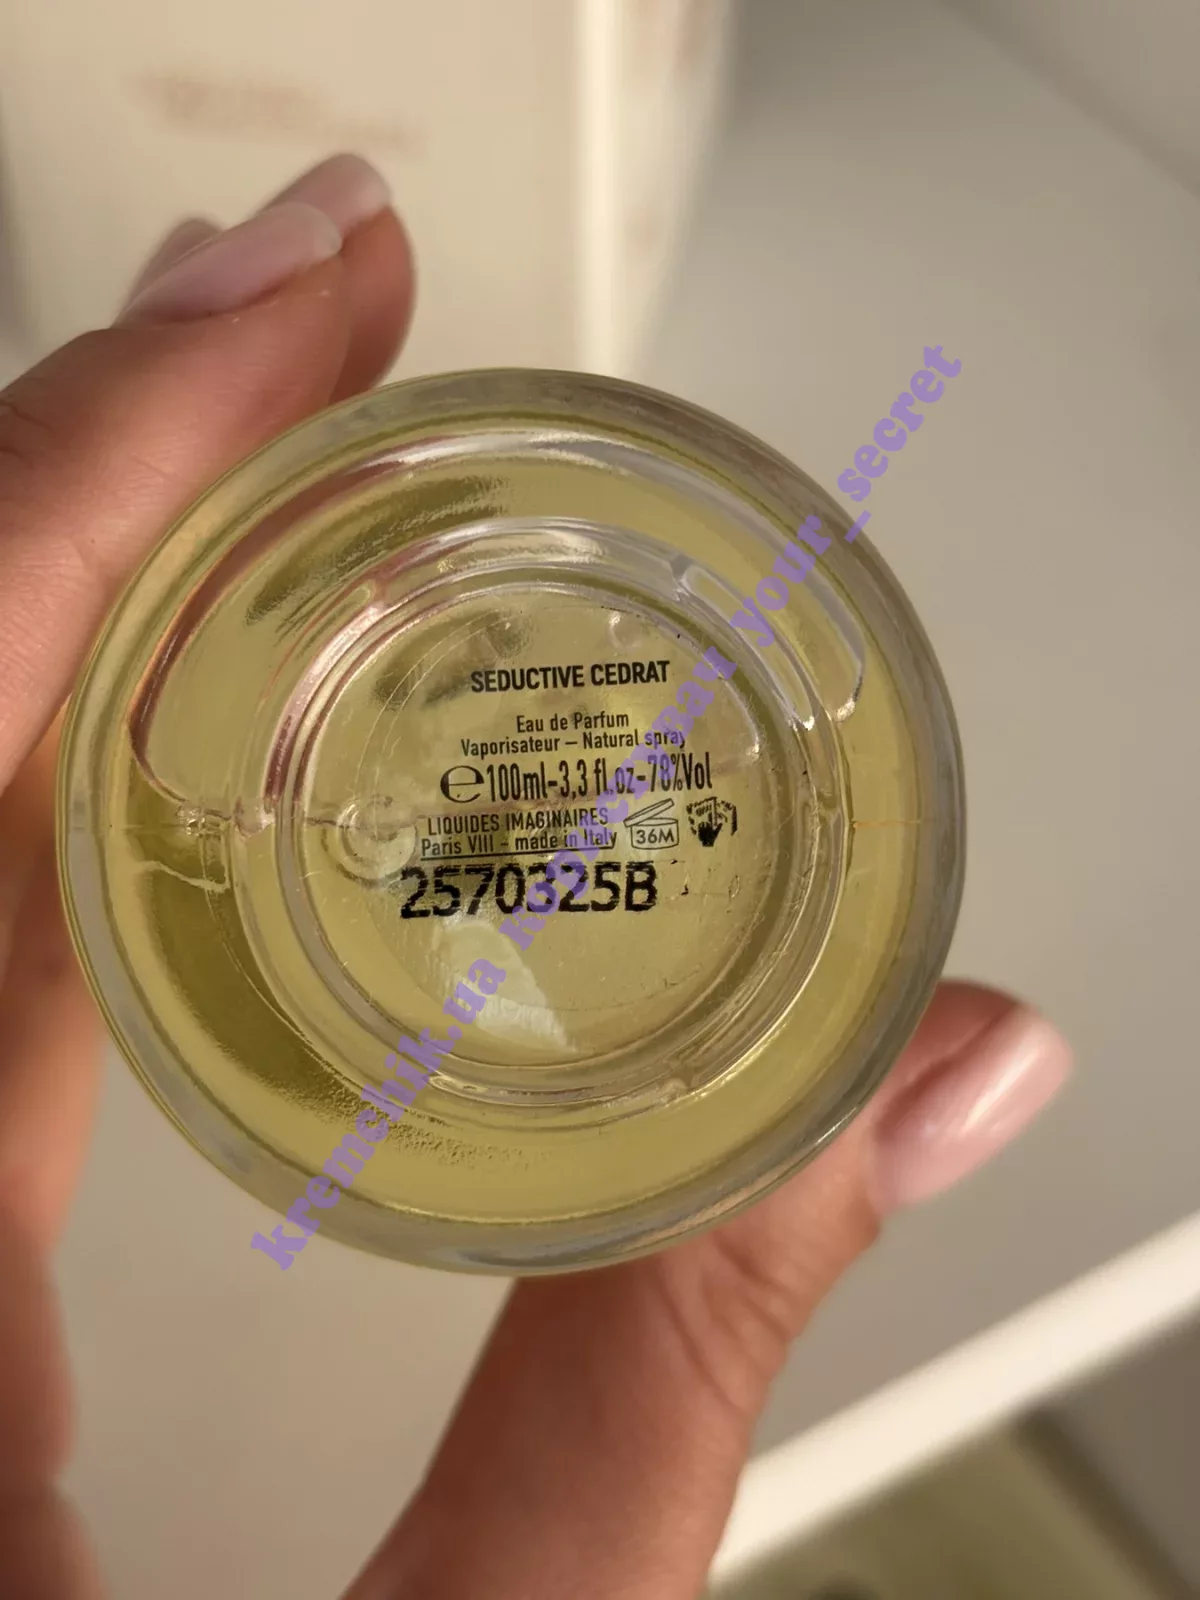 SEDUCTIVE CEDRAT
Eau de Parfum
Vaporisateur – Natural spray
℮100ml-3,3 fl.oz-78%Vol
LIQUIDES IMAGINAIRES
Paris VIII - made in Italy
36M
2570325B
kremchik.ua користувач your_secret